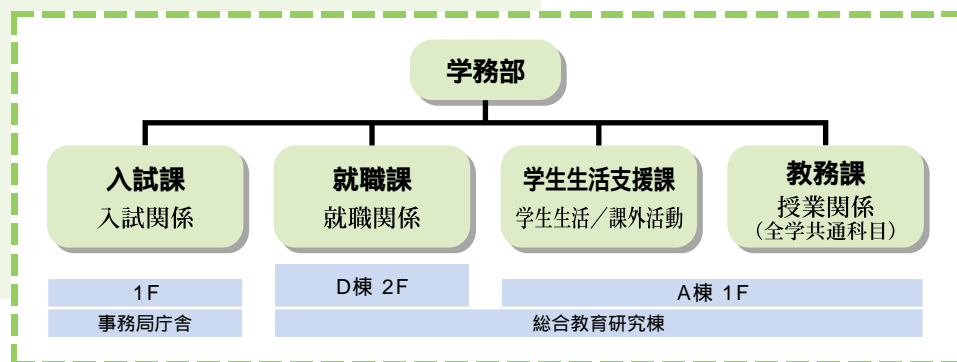 学務部
入試課
入試関係
就職課
就職関係
学生生活支援課
学生生活／課外活動
教務課
授業関係
（全学共通科目）
1F
D棟 2F
A棟 1F
事務局庁舎
総合教育研究棟